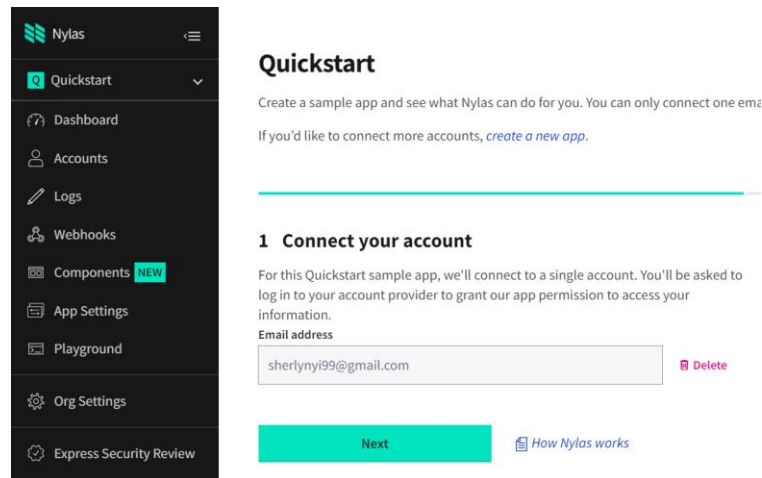 Nylas
Quickstart
Dashboard
Accounts
Logs
Webhooks
Components NEW
App Settings
Playground
Org Settings
Express Security Review
Quickstart
Create a sample app and see what Nylas can do for you. You can only connect one ema
If you'd like to connect more accounts, create a new app.
1 Connect your account
For this Quickstart sample app, we'll connect to a single account. You'll be asked to
log in to your account provider to grant our app permission to access your
information.
Email address
sherlynyi99@gmail.com
Delete
Next
How Nylas works